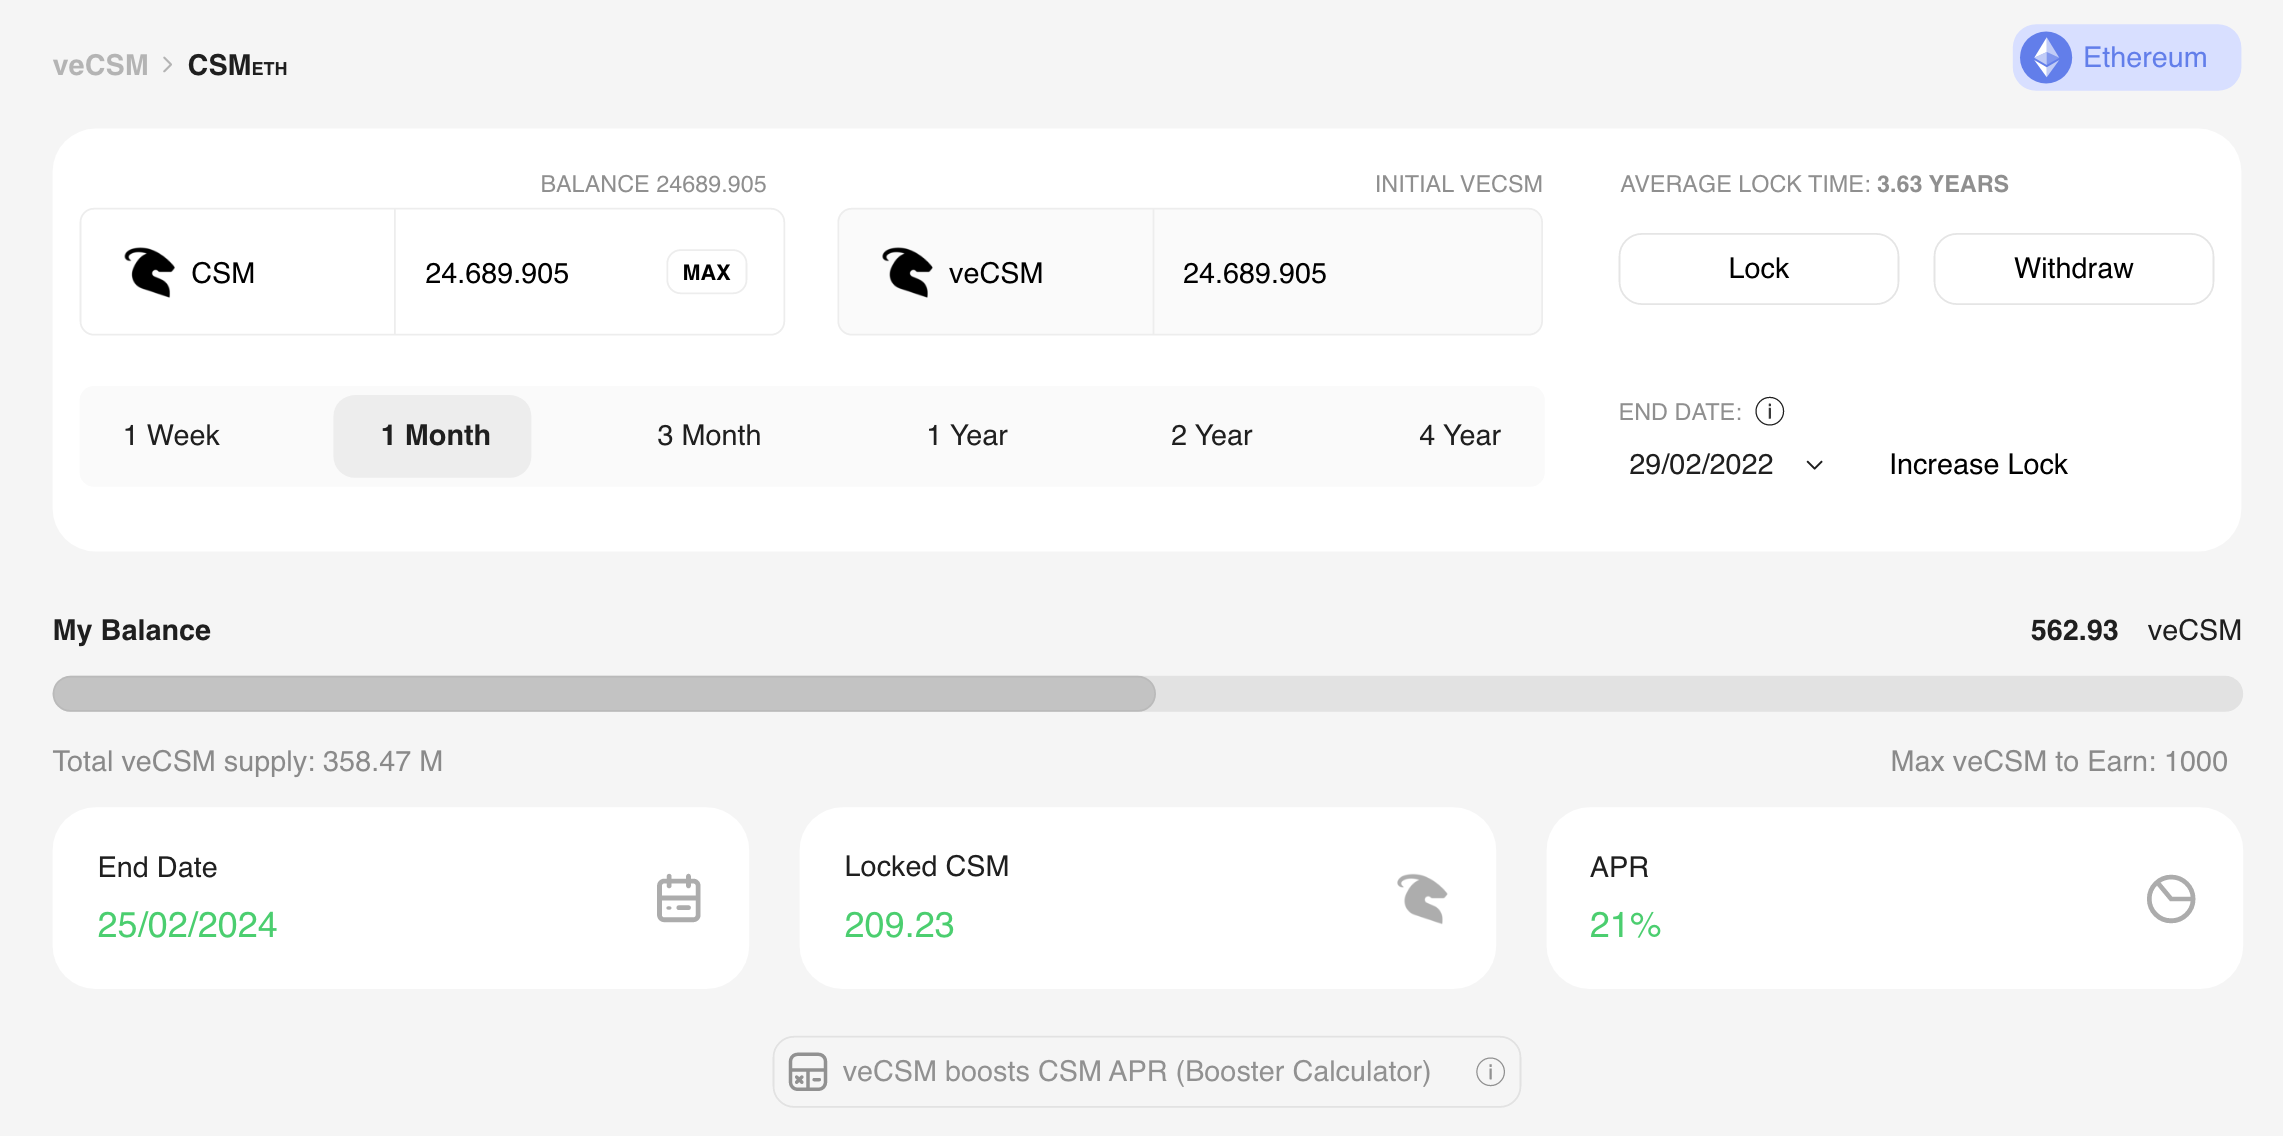 veCSM > CSMETH
Ethereum
BALANCE 24689.905
CSM 24.689.905 MAX
INITIAL VECSM
veCSM 24.689.905
AVERAGE LOCK TIME: 3.63 YEARS
Lock Withdraw
1 Week 1 Month 3 Month 1 Year 2 Year 4 Year
END DATE:
29/02/2022 Increase Lock
My Balance 562.93 veCSM
Total veCSM supply: 358.47 M Max veCSM to Earn: 1000
End Date
25/02/2024
Locked CSM
209.23
APR
21%
veCSM boosts CSM APR (Booster Calculator)